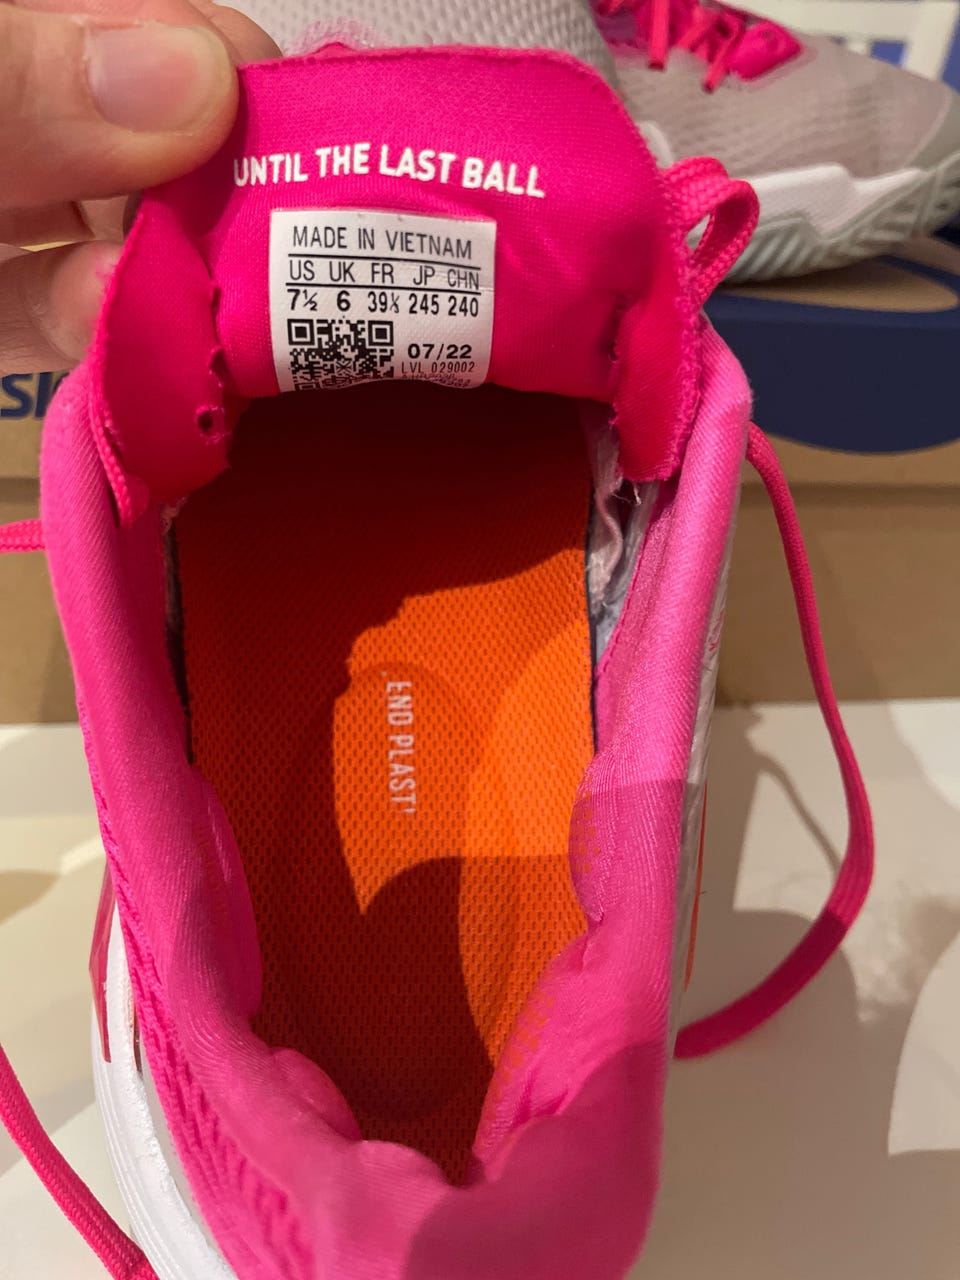 UNTIL THE LAST BALL
MADE IN VIETNAM
US UK FR JP CHN
7½ 6 39⅓ 245 240
07/22
LVL 029002
END PLAST